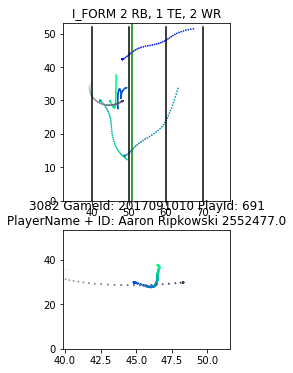 I_FORM 2 RB, 1 TE, 2 WR
50
40
30
20
10
0
40 50 60 70
3082 GameId: 2017091010 PlayId: 691
PlayerName + ID: Aaron Ripkowski 2552477.0
40
20
0
40.0 42.5 45.0 47.5 50.0